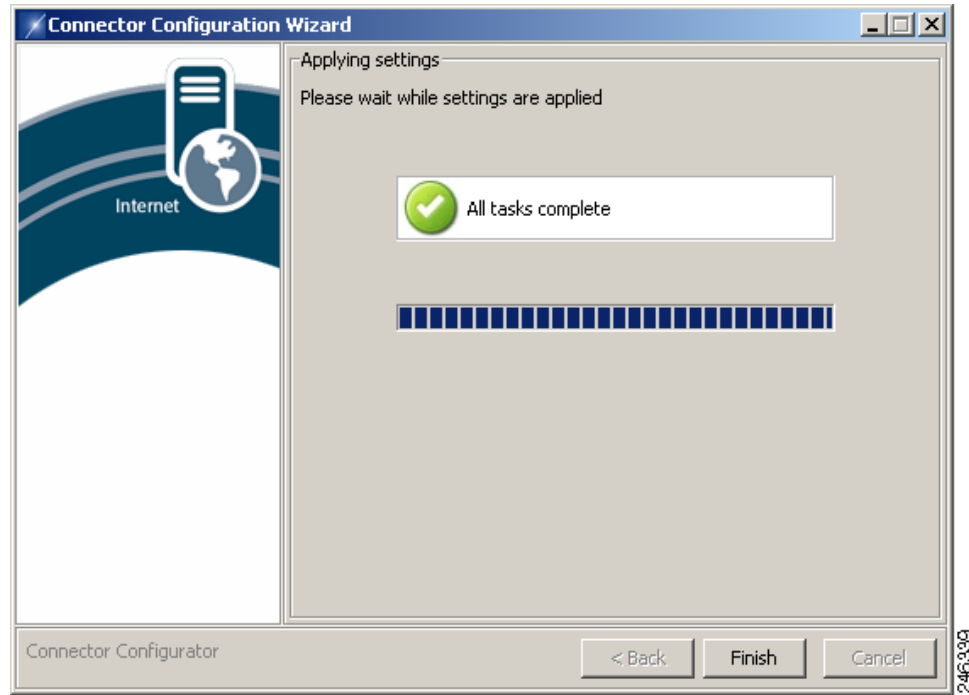 Connector Configuration Wizard
Applying settings
Please wait while settings are applied
Internet
All tasks complete
Connector Configurator
< Back
Finish
Cancel
246339